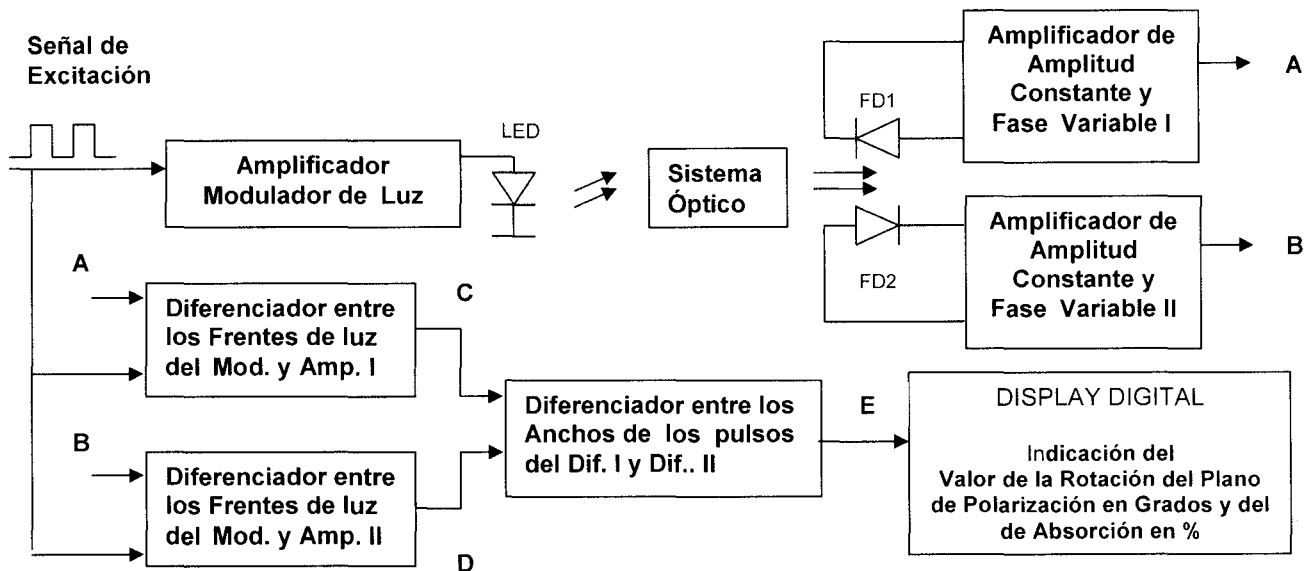 Señal de
Excitación
Amplificador
Modulador de Luz
LED
Sistema
Óptico
FD1
Amplificador de
Amplitud
Constante y
Fase Variable I
A
FD2
Amplificador de
Amplitud
Constante y
Fase Variable II
B
A
Diferenciador entre
los Frentes de luz
del Mod. y Amp. I
C
B
Diferenciador entre
los Frentes de luz
del Mod. y Amp. II
D
Diferenciador entre los
Anchos de los pulsos
del Dif. I y Dif.. II
E
DISPLAY DIGITAL
Indicación del
Valor de la Rotación del Plano
de Polarización en Grados y del
de Absorción en %